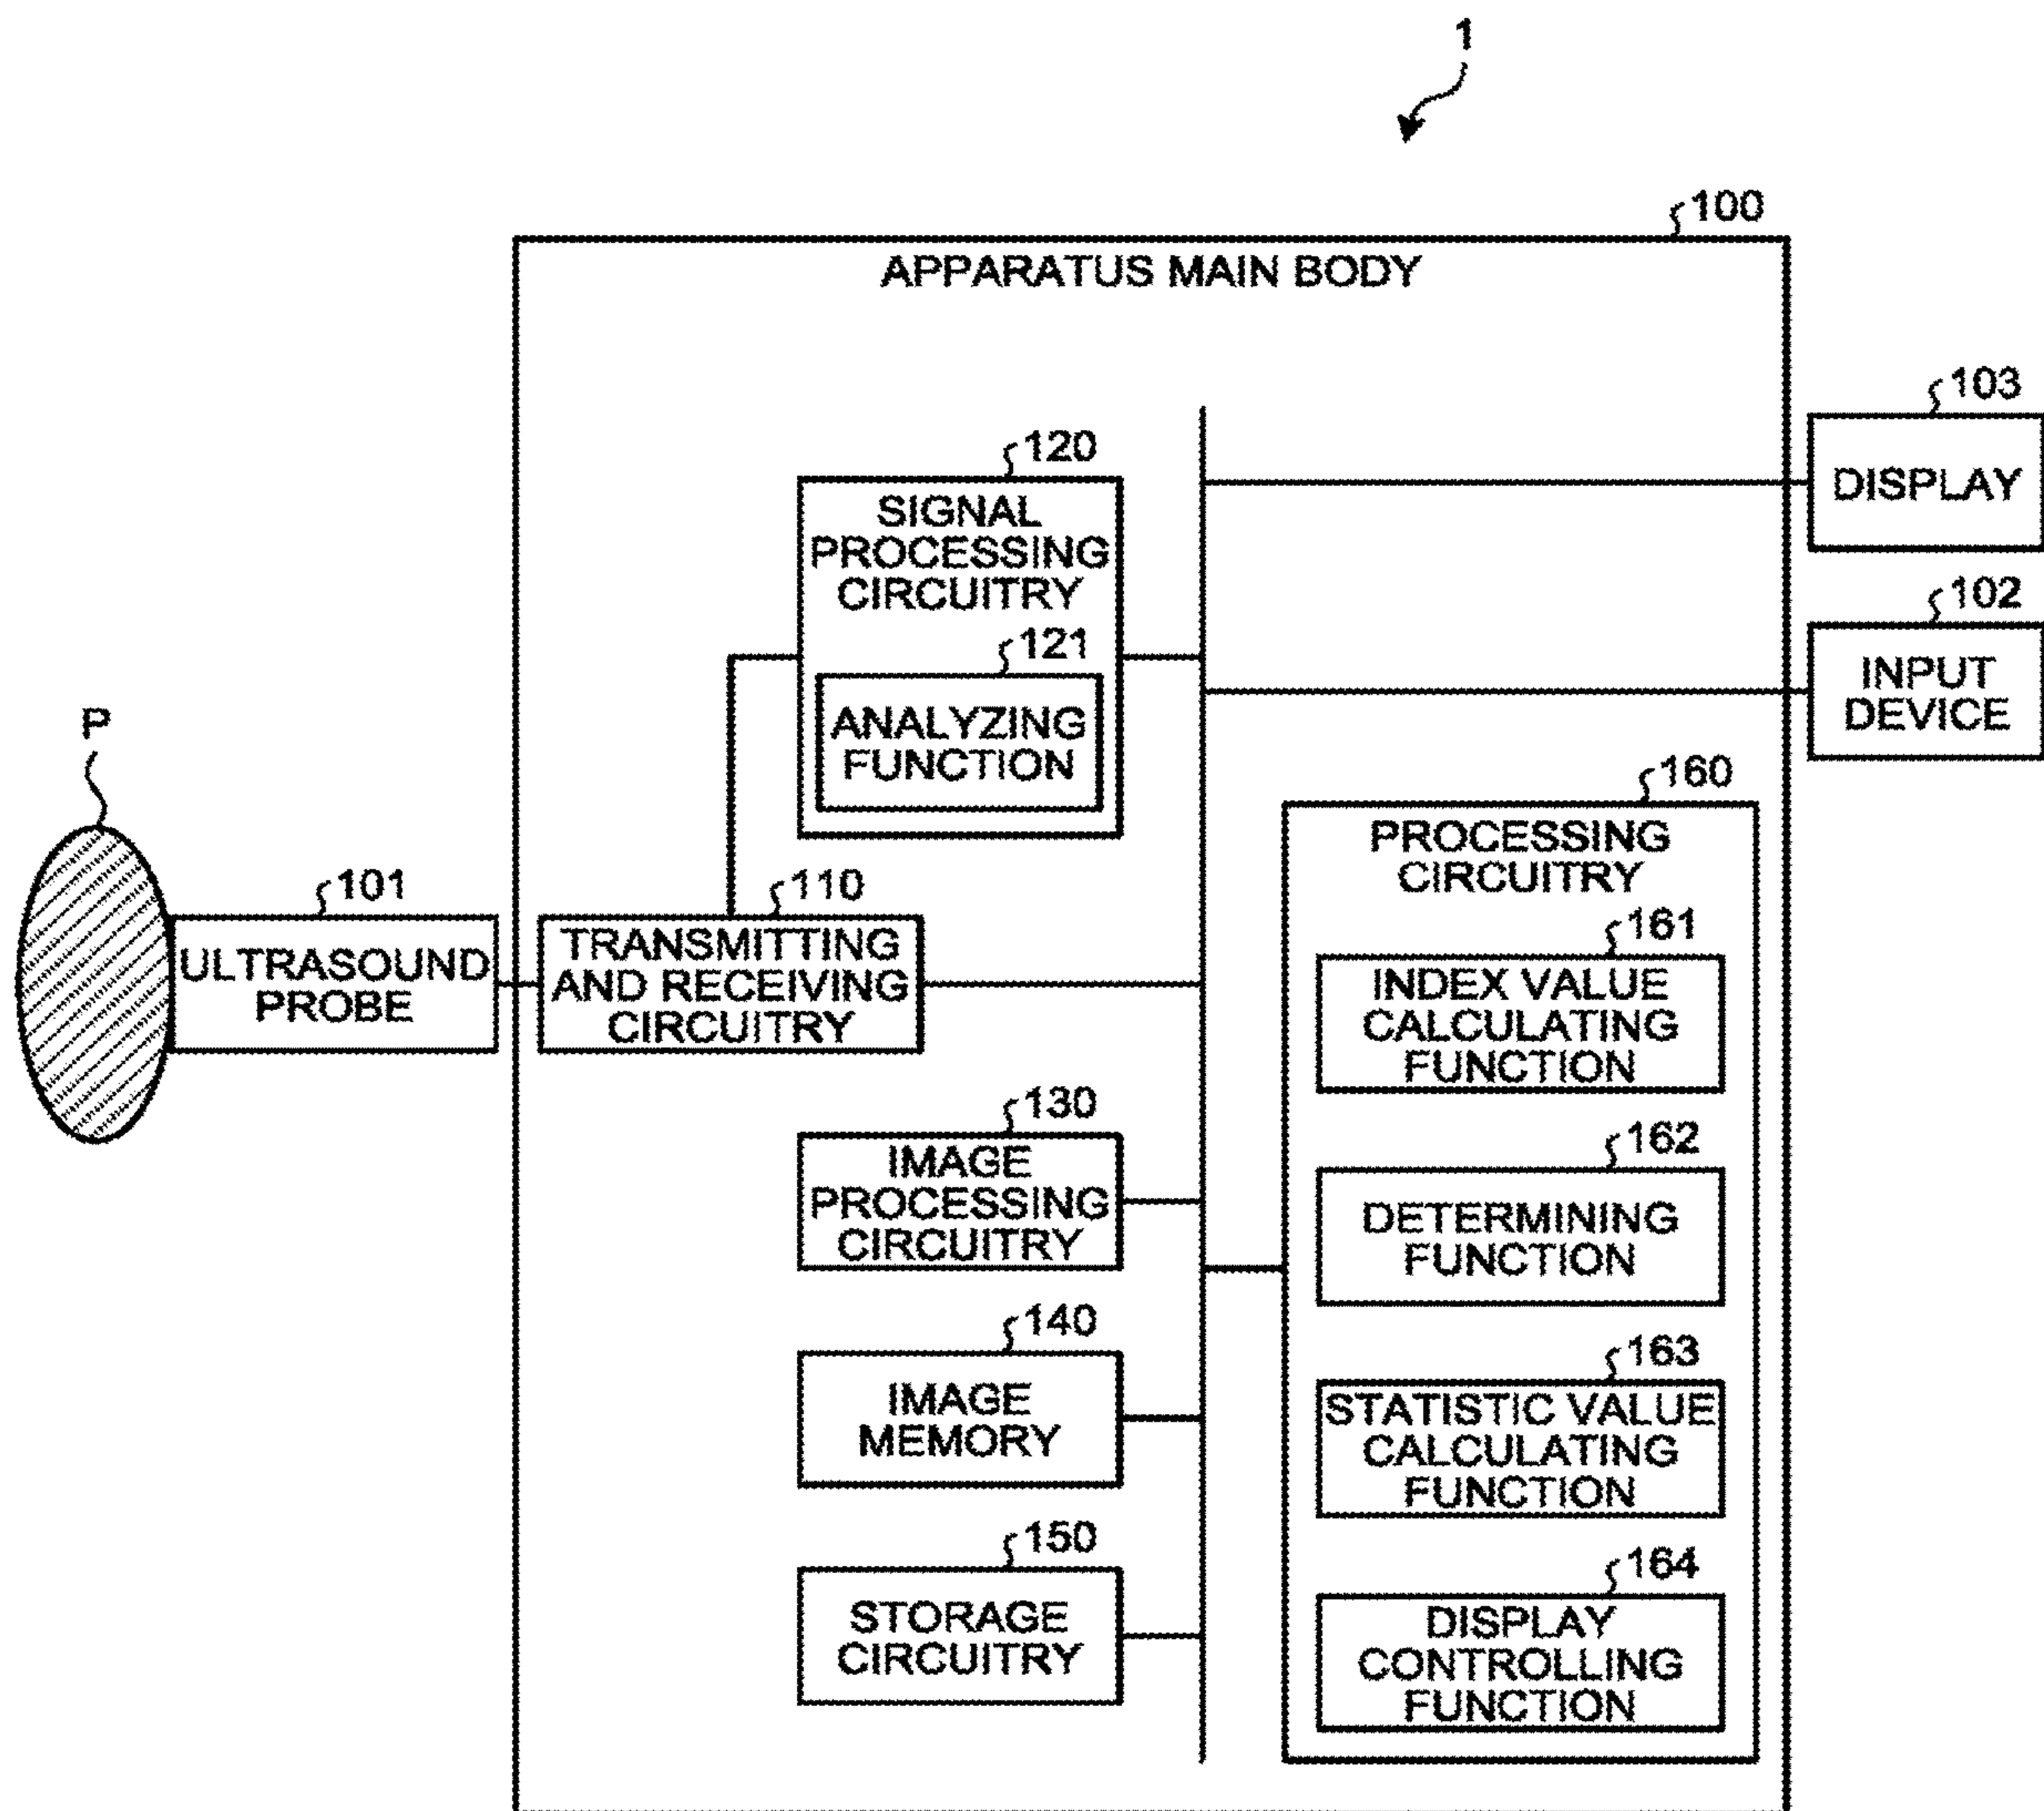 1
100
APPARATUS MAIN BODY
103
DISPLAY
120
SIGNAL
PROCESSING
CIRCUITRY
102
INPUT
DEVICE
121
ANALYZING
FUNCTION
P
160
PROCESSING
CIRCUITRY
101
ULTRASOUND
PROBE
110
TRANSMITTING
AND RECEIVING
CIRCUITRY
161
INDEX VALUE
CALCULATING
FUNCTION
130
IMAGE
PROCESSING
CIRCUITRY
162
DETERMINING
FUNCTION
140
IMAGE
MEMORY
163
STATISTIC VALUE
CALCULATING
FUNCTION
150
STORAGE
CIRCUITRY
164
DISPLAY
CONTROLLING
FUNCTION